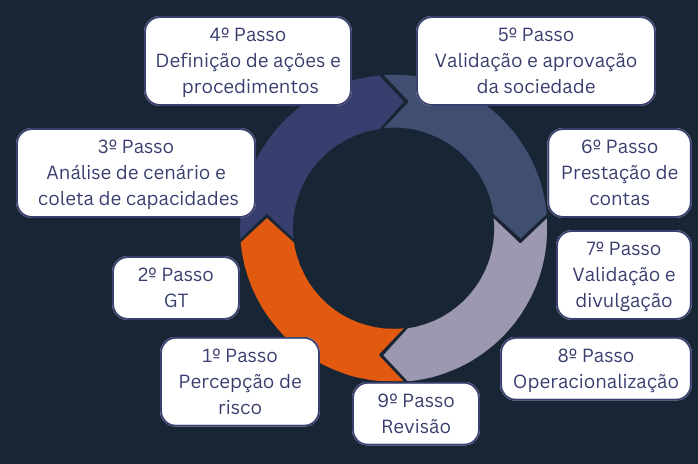 4º Passo
Definição de ações e
procedimentos
5º Passo
Validação e aprovação
da sociedade
3º Passo
Análise de cenário e
coleta de capacidades
6º Passo
Prestação de
contas
2º Passo
GT
7º Passo
Validação e
divulgação
1º Passo
Percepção de
risco
8º Passo
Operacionalização
9º Passo
Revisão